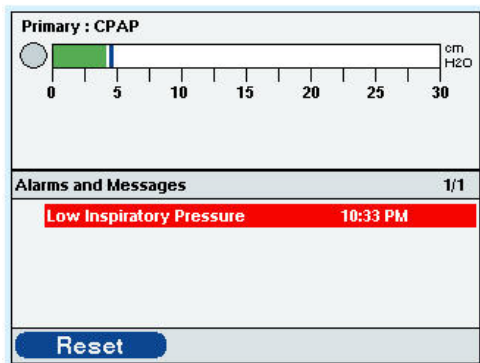 Primary : CPAP
cm
H2O
0 5 10 15 20 25 30
Alarms and Messages 1/1
Low Inspiratory Pressure 10:33 PM
Reset